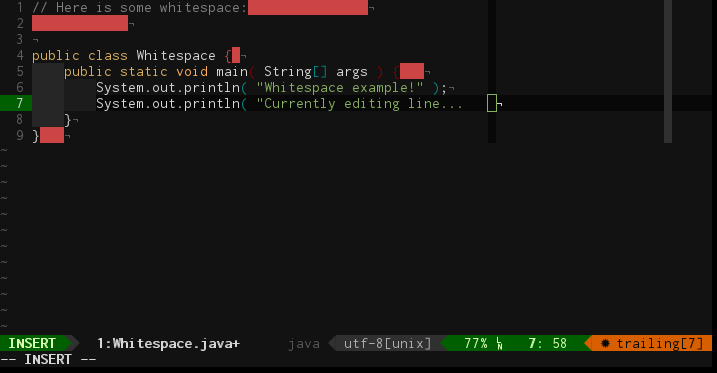 1 // Here is some whitespace:¬
2 ¬
3 ¬
4 public class Whitespace { ¬
5 public static void main( String[] args ) { ¬
6 System.out.println( "Whitespace example!" );¬
7 System.out.println( "Currently editing line... ¬
8 }¬
9 } ¬
~
~
~
~
~
~
~
~
~
~
~
~
INSERT 1:Whitespace.java+ java utf-8[unix] 77% ␤ 7: 58 ✹ trailing[7]
-- INSERT --